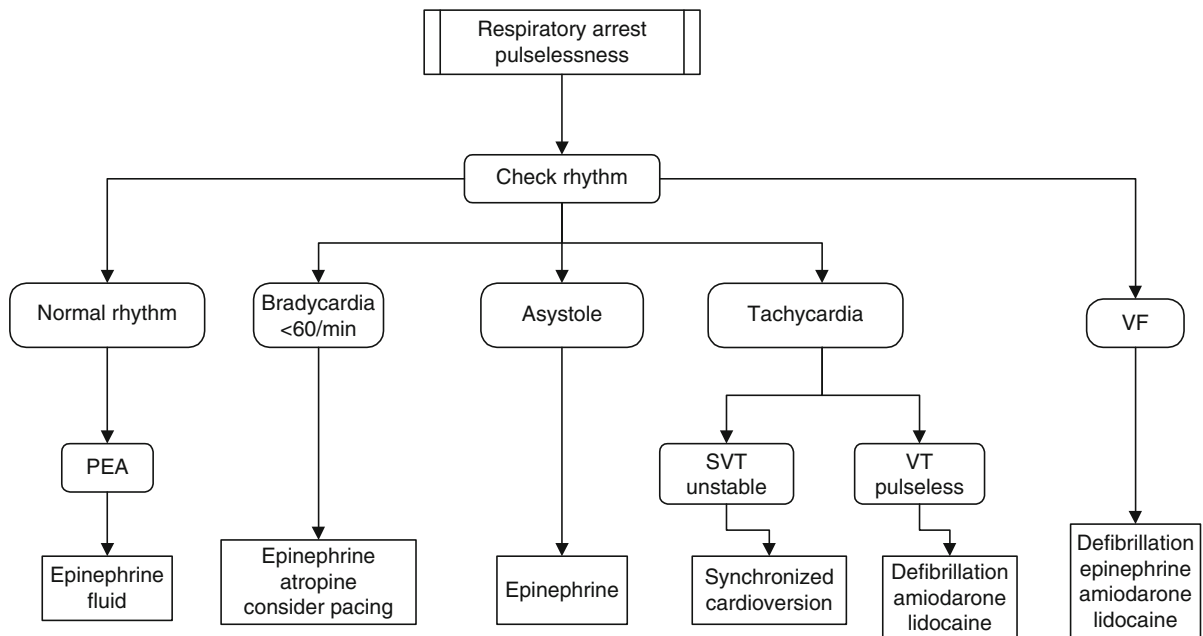 Respiratory arrest
pulselessness
Check rhythm
Normal rhythm
Bradycardia
<60/min
Asystole
Tachycardia
VF
PEA
SVT
unstable
VT
pulseless
Epinephrine
fluid
Epinephrine
atropine
consider pacing
Epinephrine
Synchronized
cardioversion
Defibrillation
amiodarone
lidocaine
Defibrillation
epinephrine
amiodarone
lidocaine